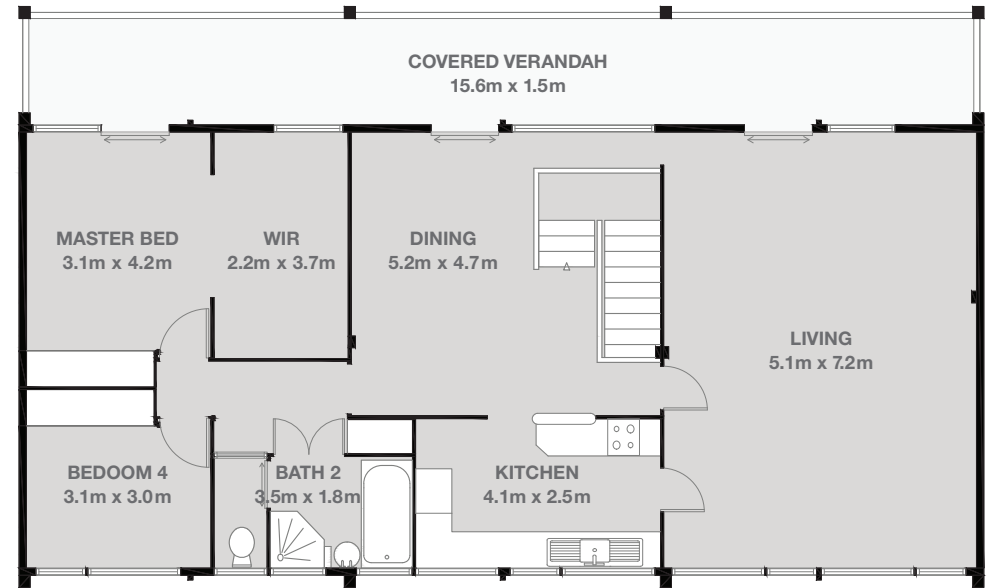 COVERED VERANDAH
15.6m x 1.5m
MASTER BED
3.1m x 4.2m
WIR
2.2m x 3.7m
DINING
5.2m x 4.7m
LIVING
5.1m x 7.2m
BEDOOM 4
3.1m x 3.0m
BATH 2
3.5m x 1.8m
KITCHEN
4.1m x 2.5m